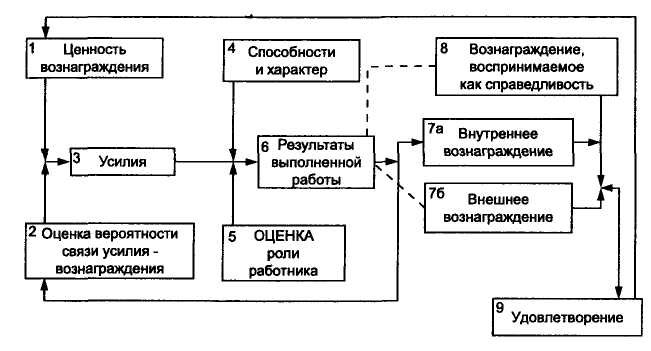 1 Ценность
вознаграждения
4 Способности
и характер
8 Вознаграждение,
воспринимаемое
как справедливость
3 Усилия
6 Результаты
выполненной
работы
7а Внутреннее
вознаграждение
7б Внешнее
вознаграждение
2 Оценка вероятности
связи усилия -
вознаграждения
5 ОЦЕНКА
роли
работника
9 Удовлетворение